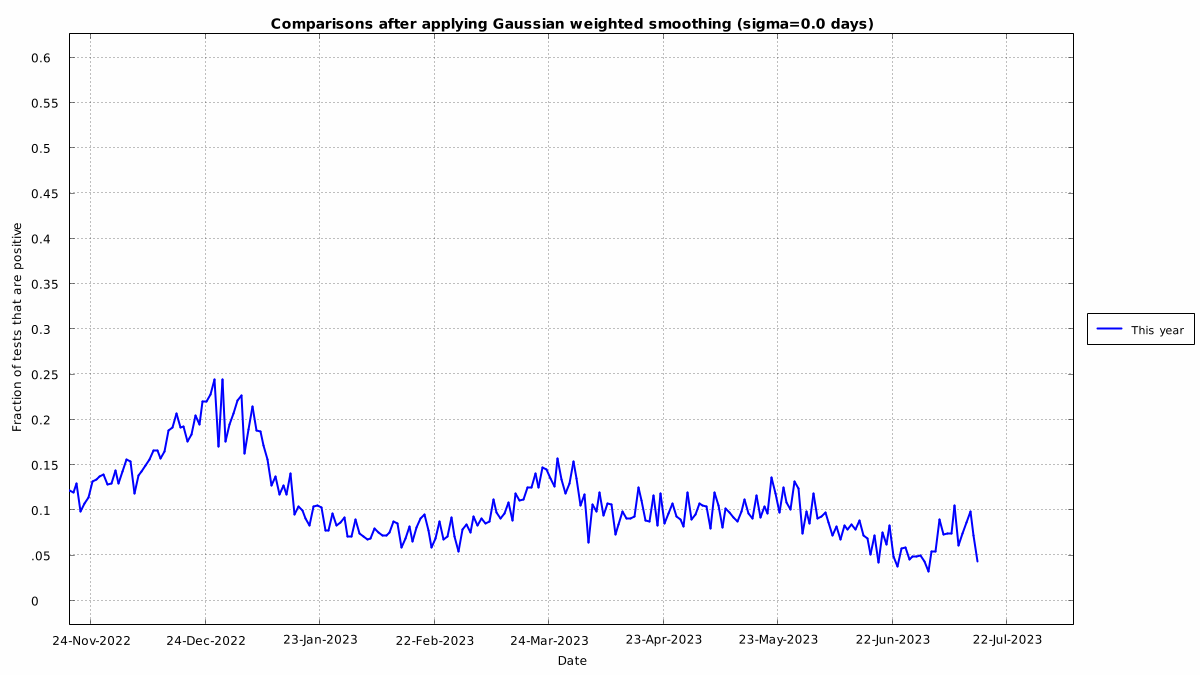 Comparisons after applying Gaussian weighted smoothing (sigma=0.0 days)
0.6
0.55
0.5
0.45
0.4
0.35
0.3
0.25
0.2
0.15
0.1
.05
0
Fraction of tests that are positive
This year
24-Nov-2022 24-Dec-2022 23-Jan-2023 22-Feb-2023 24-Mar-2023 23-Apr-2023 23-May-2023 22-Jun-2023 22-Jul-2023
Date